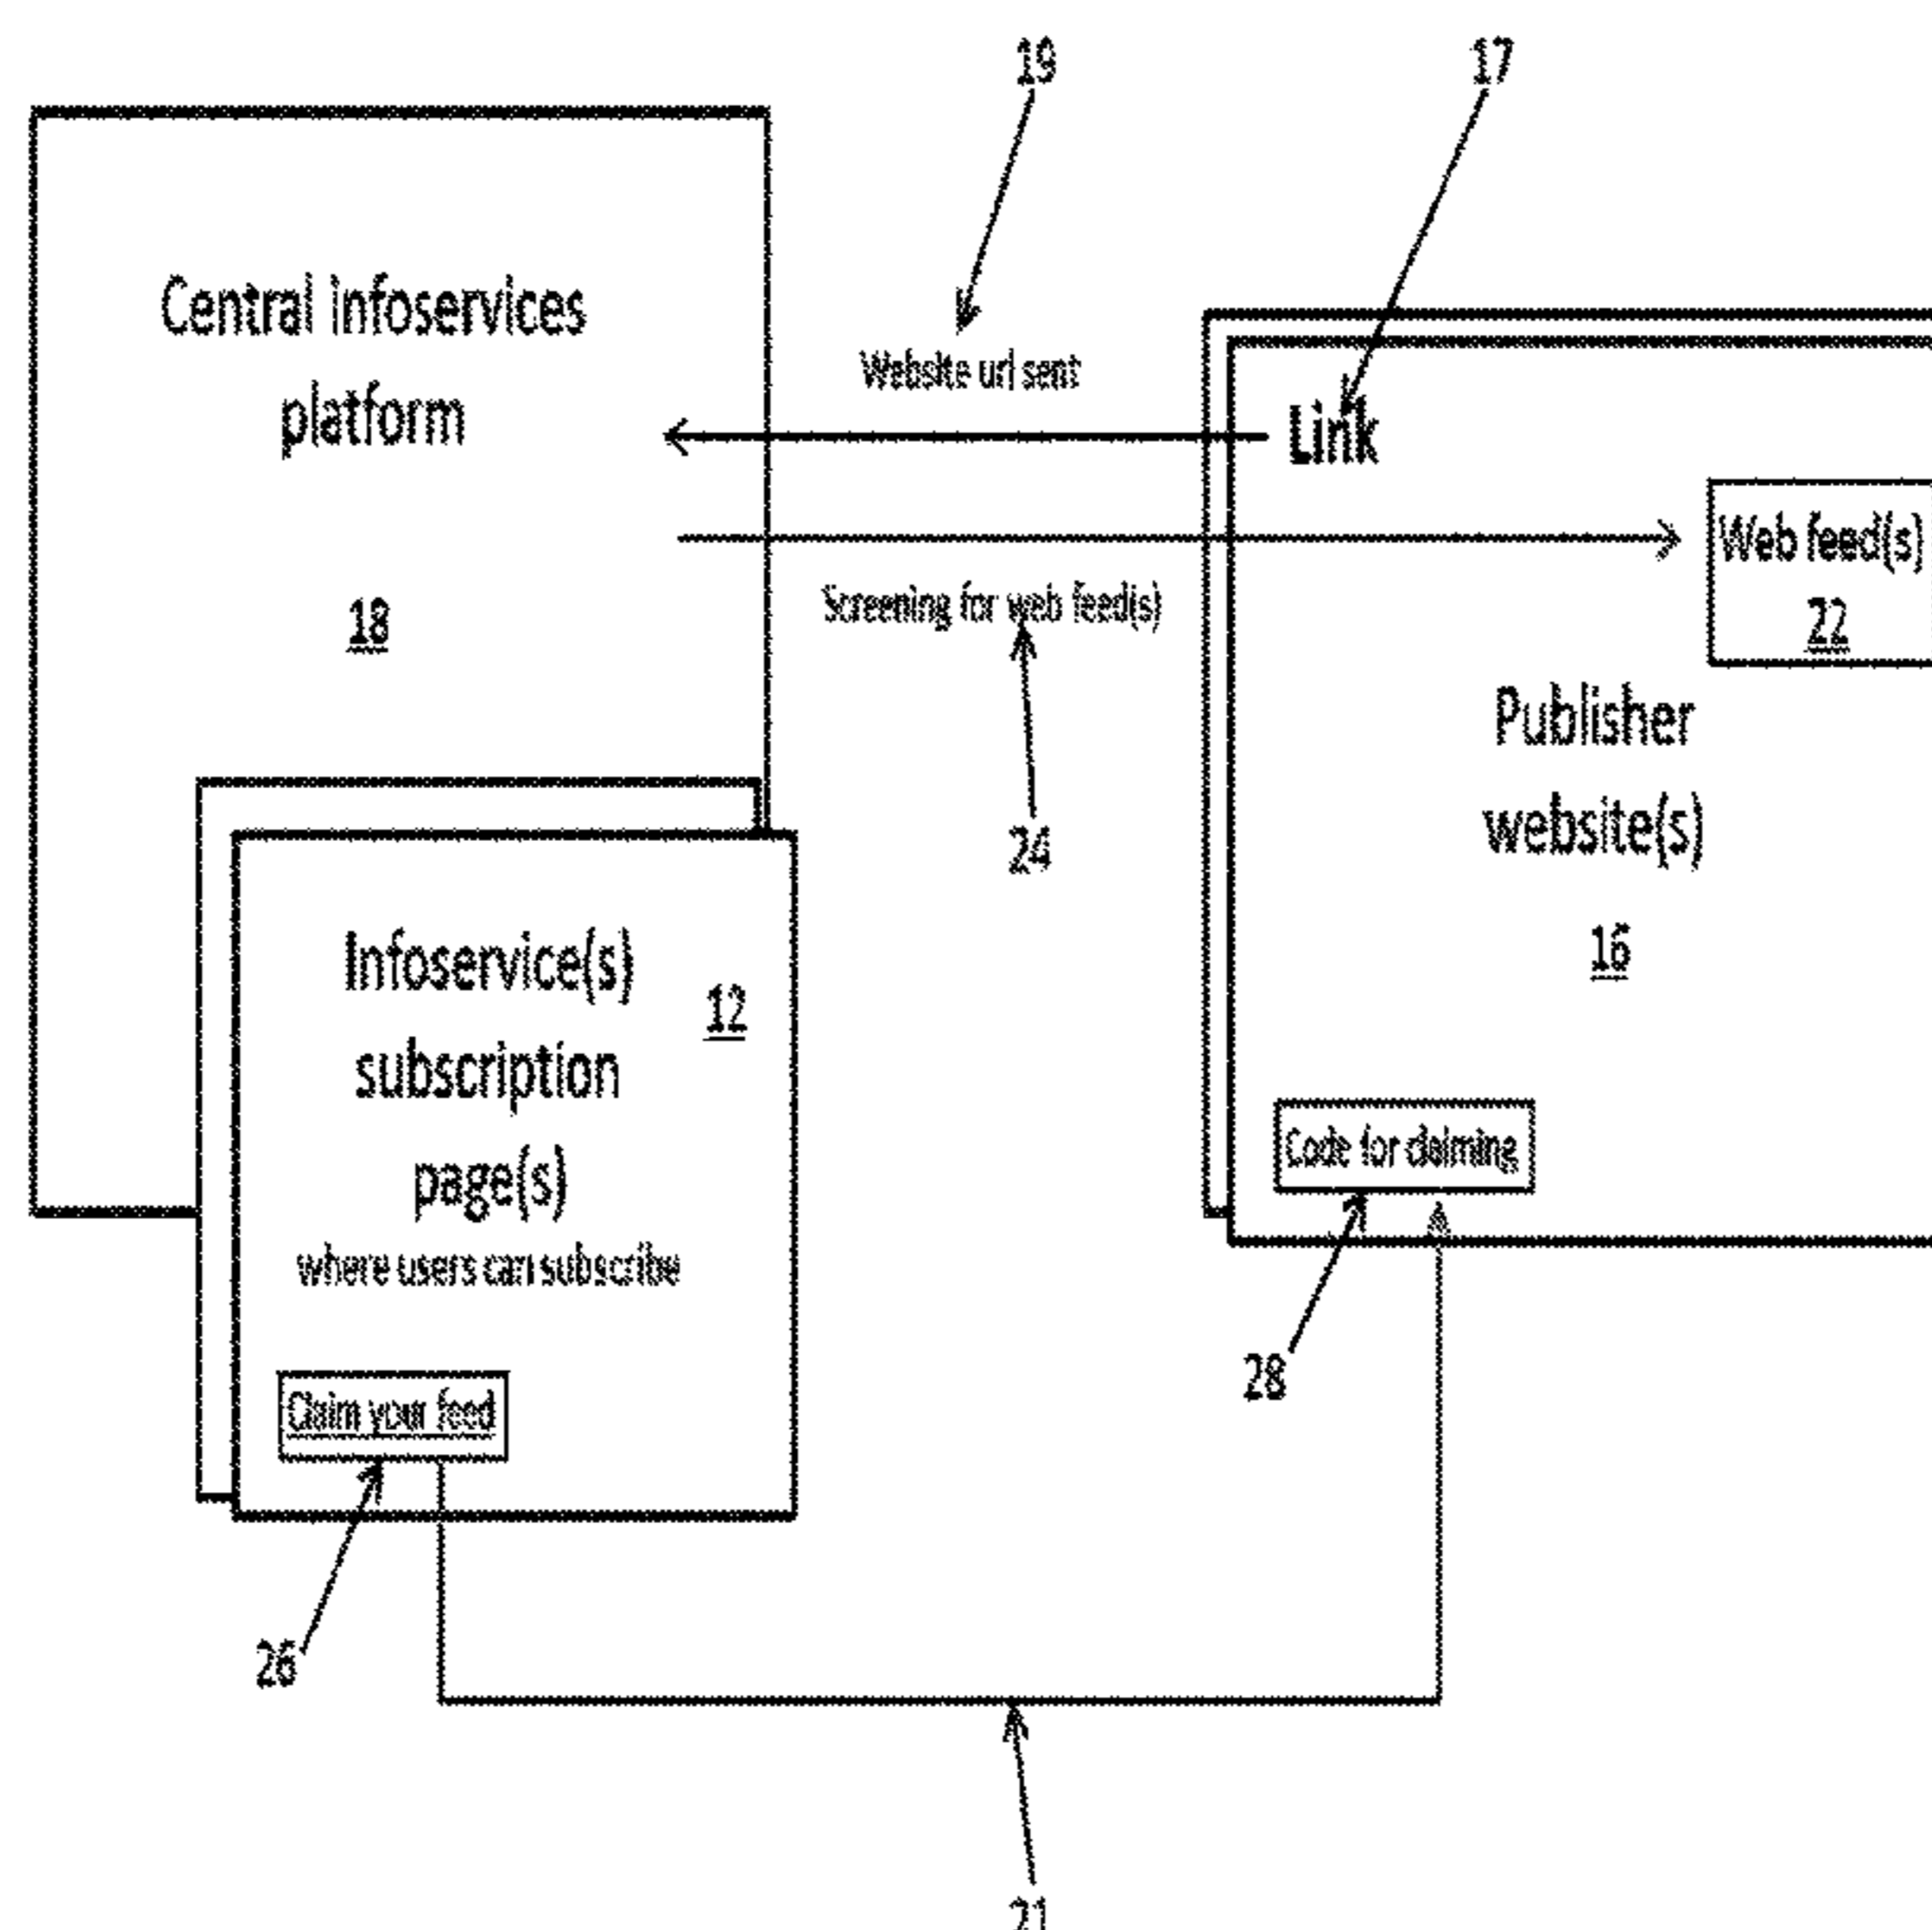 19
17
Central infoservices
platform
18
Website url sent
Link
Screening for web feed(s)
24
Web feed(s)
22
Publisher
website(s)
16
Infoservice(s)
12
subscription
page(s)
where users can subscribe
Claim your feed
26
Code for claiming
28
21